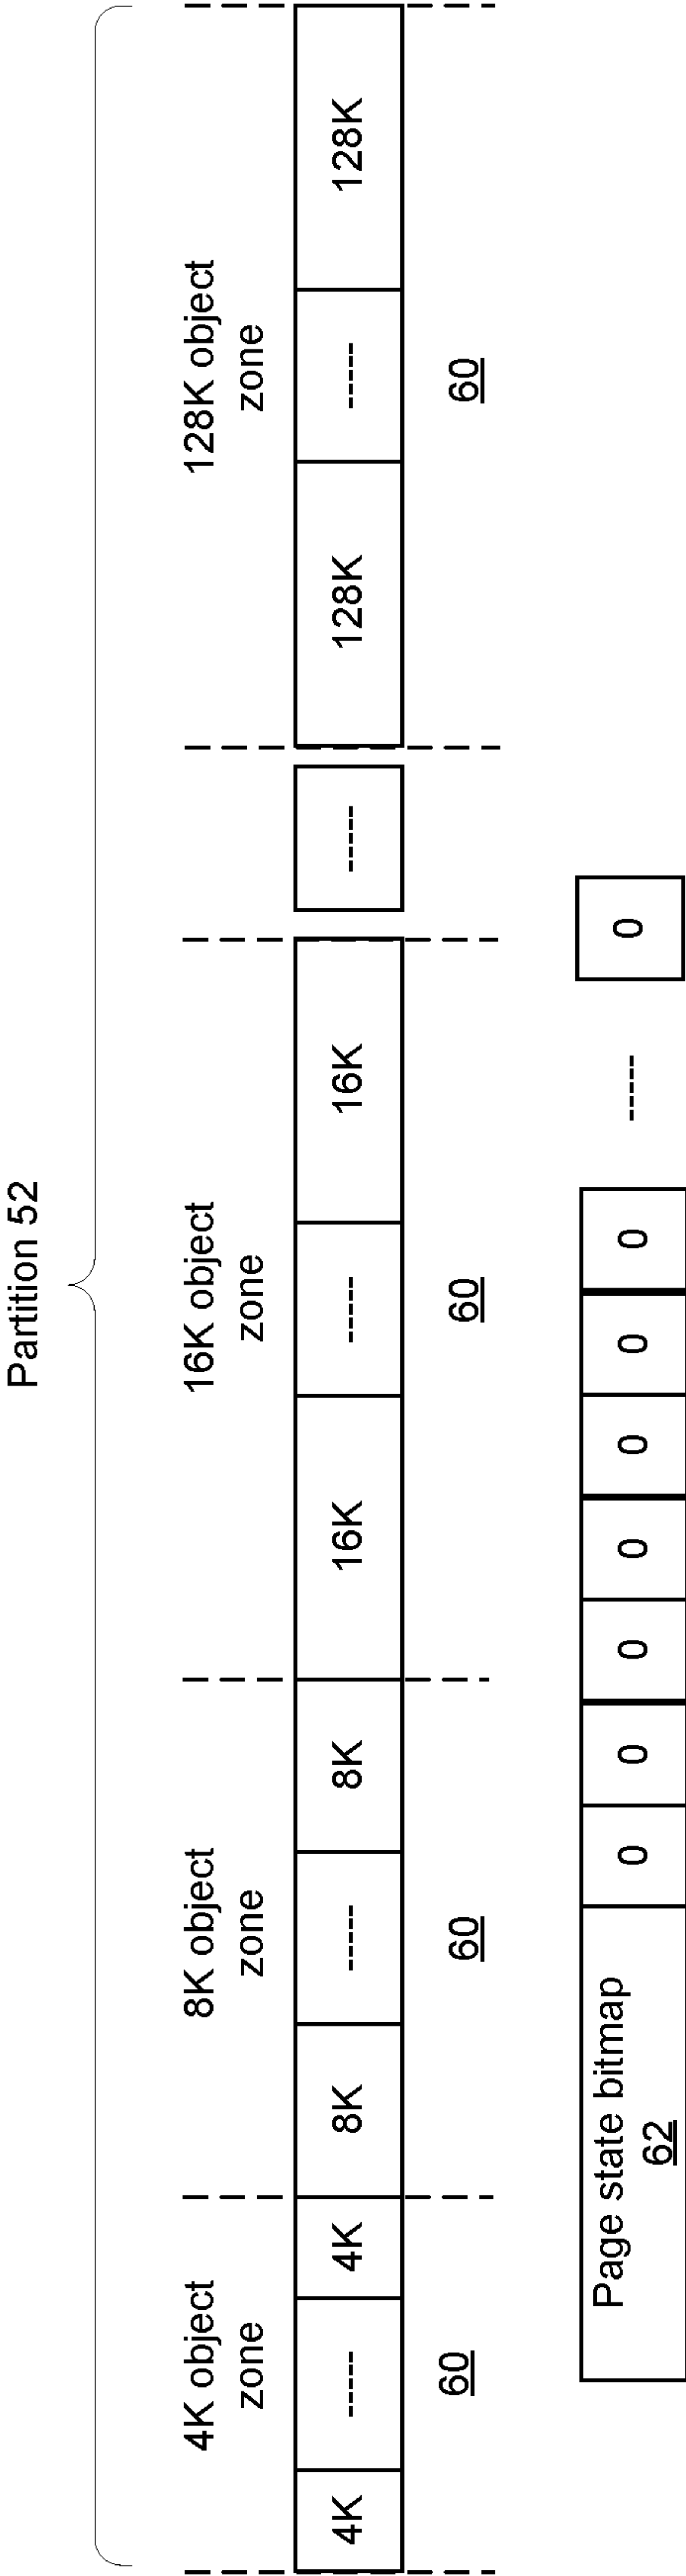 Partition 52
4K object
zone
8K object
zone
16K object
zone
128K object
zone
4K ----- 4K 8K ------ 8K 16K ------ 16K ------ 128K ------ 128K
60 60 60 60
Page state bitmap
62
0 0 0 0 0 0 0 ----- 0